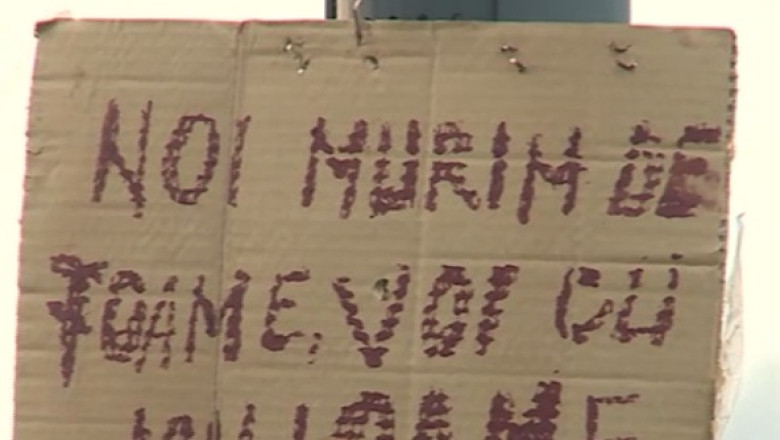 NOI MURIM DE
FOAME, VOI CU